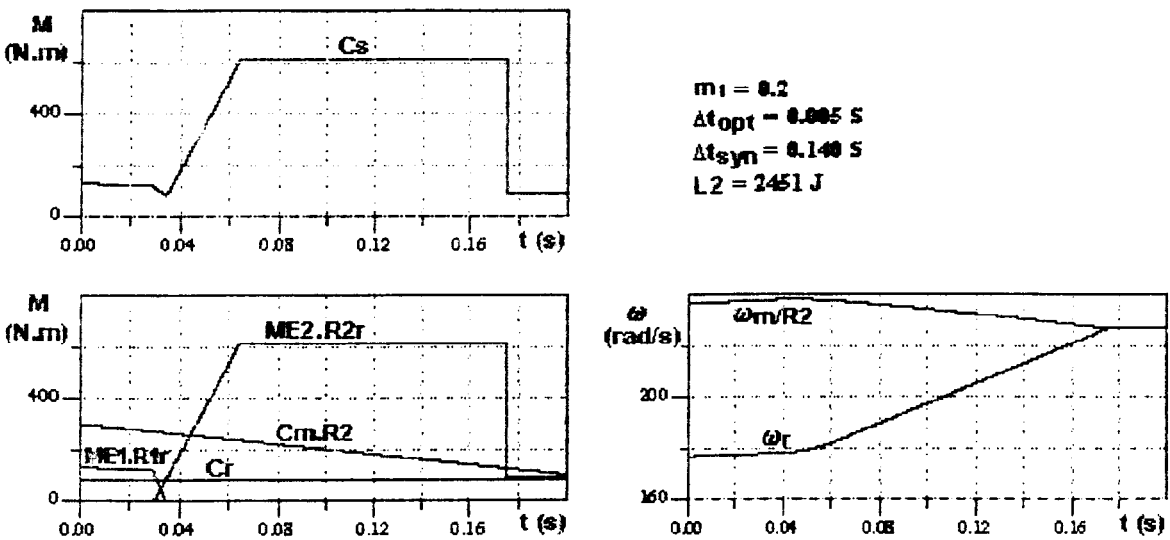 M
(N.m)
Cs
400
0
0.00 0.04 0.08 0.12 0.16 t (s)
m1 = 0.2
Δtopt = 0.005 S
Δtsyn = 0.140 S
L2 = 2451 J
M
(N.m)
ME2.R2r
400
Cm.R2
ME1.R1r
Cr
0
0.00 0.04 0.08 0.12 0.16 t (s)
ω
(rad/s)
ωm/R2
200
ωr
160
0.00 0.04 0.08 0.12 0.16 t (s)